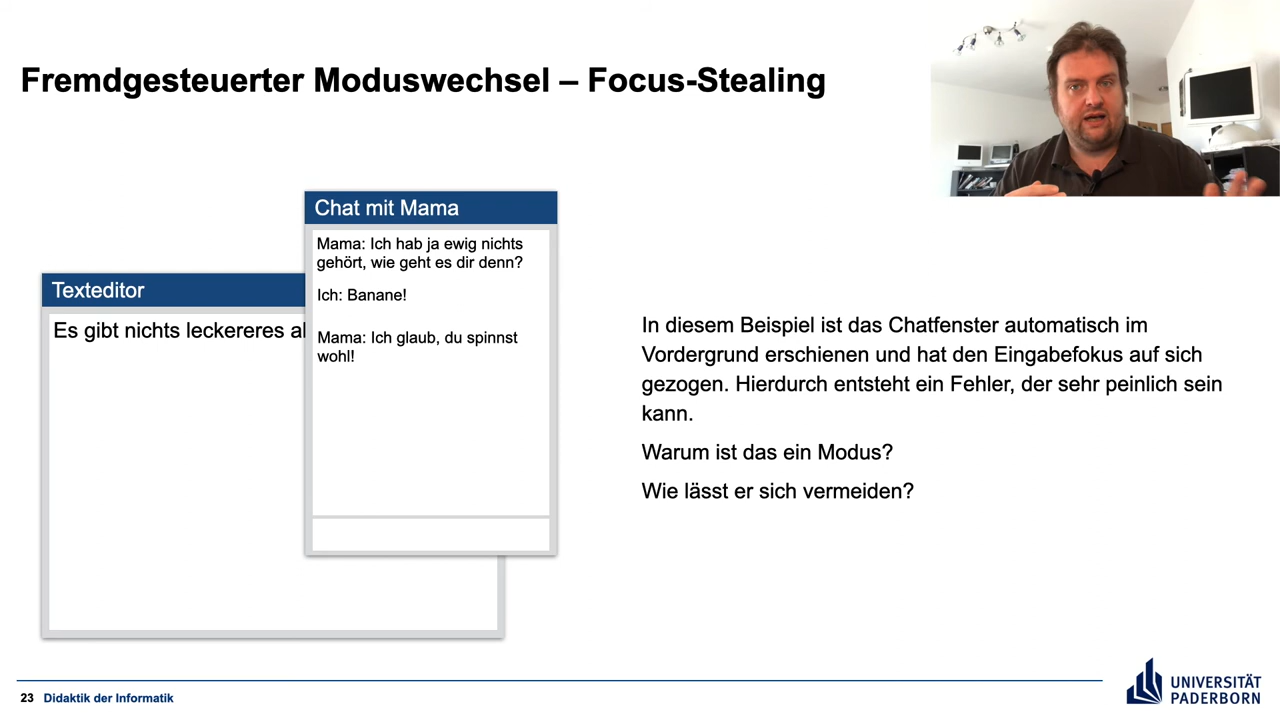 Fremdgesteuerter Moduswechsel – Focus-Stealing
Chat mit Mama
Mama: Ich hab ja ewig nichts
gehört, wie geht es dir denn?
Ich: Banane!
Mama: Ich glaub, du spinnst
wohl!
Texteditor
Es gibt nichts leckereres
In diesem Beispiel ist das Chatfenster automatisch im
Vordergrund erschienen und hat den Eingabefokus auf sich
gezogen. Hierdurch entsteht ein Fehler, der sehr peinlich sein
kann.
Warum ist das ein Modus?
Wie lässt er sich vermeiden?
23 Didaktik der Informatik
UNIVERSITÄT
PADERBORN